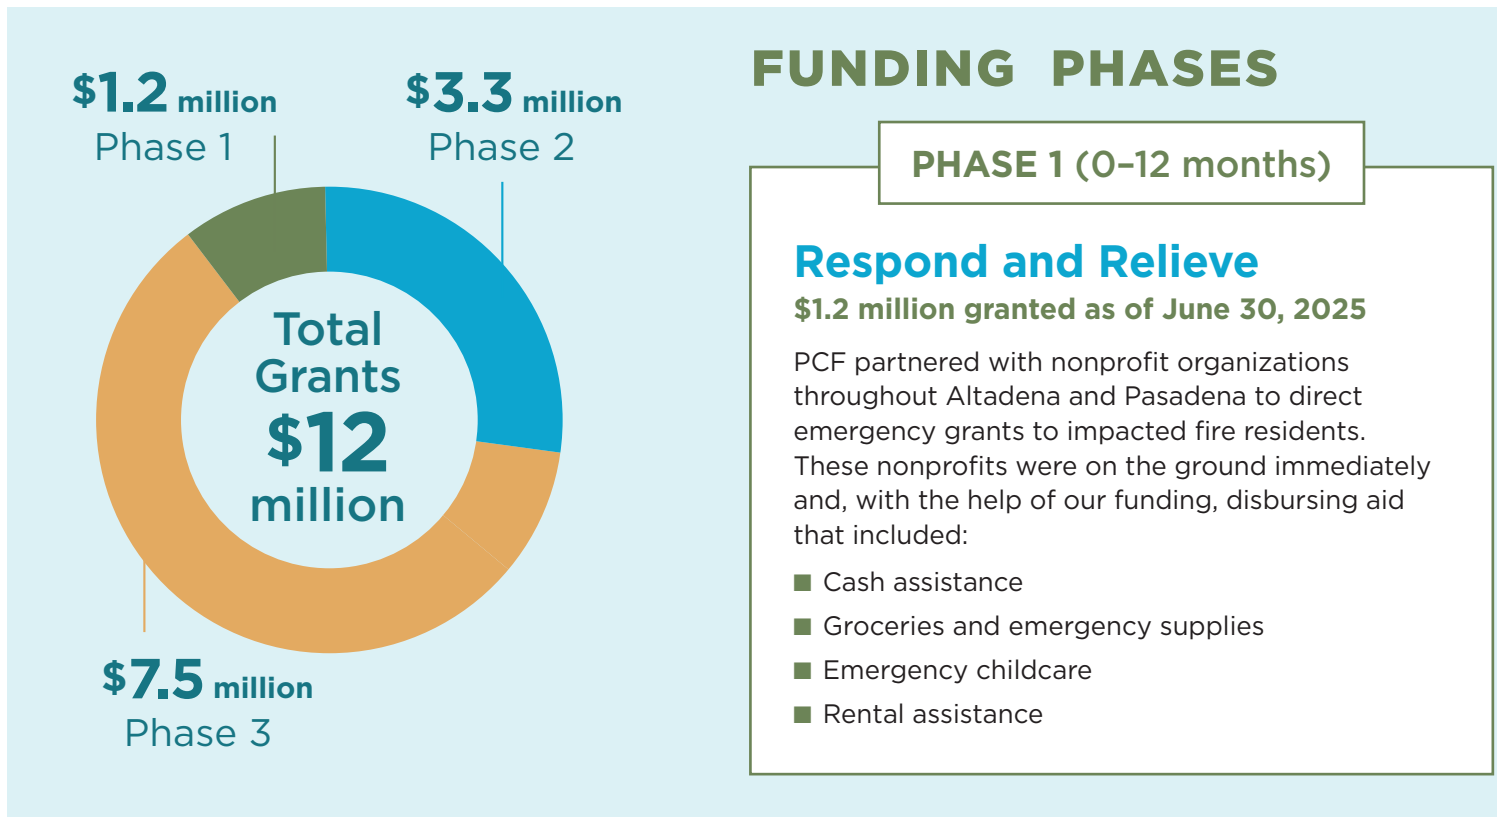 $1.2 million
Phase 1
$3.3 million
Phase 2
Total
Grants
$12
million
$7.5 million
Phase 3
FUNDING PHASES
PHASE 1 (0–12 months)
Respond and Relieve
$1.2 million granted as of June 30, 2025
PCF partnered with nonprofit organizations
throughout Altadena and Pasadena to direct
emergency grants to impacted fire residents.
These nonprofits were on the ground immediately
and, with the help of our funding, disbursing aid
that included:
■ Cash assistance
■ Groceries and emergency supplies
■ Emergency childcare
■ Rental assistance